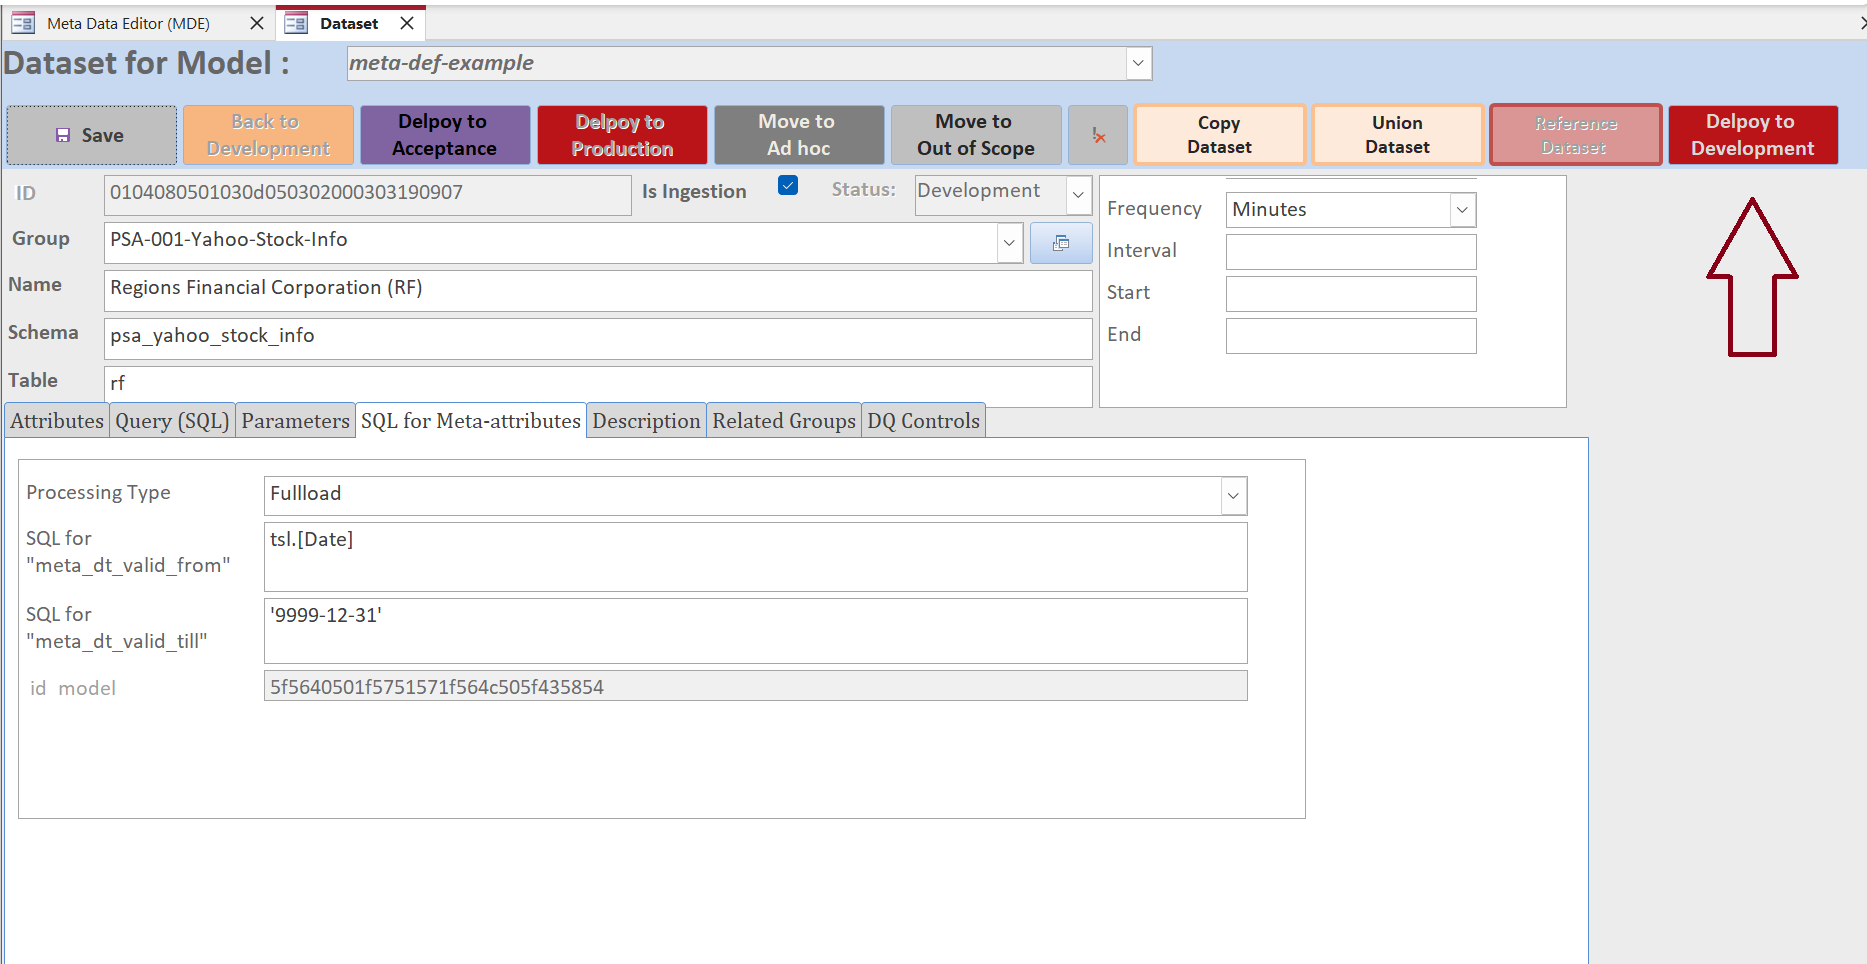 Meta Data Editor (MDE)
Dataset
Dataset for Model :
meta-def-example
Save
Back to
Development
Delpoy to
Acceptance
Delpoy to
Production
Move to
Ad hoc
Move to
Out of Scope
Copy
Dataset
Union
Dataset
Reference
Dataset
Delpoy to
Development
ID
0104080501030d050302000303190907
Is Ingestion
Status:
Development
Group
PSA-001-Yahoo-Stock-Info
Name
Regions Financial Corporation (RF)
Schema
psa_yahoo_stock_info
Table
rf
Frequency
Minutes
Interval
Start
End
Attributes
Query (SQL)
Parameters
SQL for Meta-attributes
Description
Related Groups
DQ Controls
Processing Type
Fullload
SQL for
"meta_dt_valid_from"
tsl.[Date]
SQL for
"meta_dt_valid_till"
'9999-12-31'
id model
5f5640501f5751571f564c505f435854